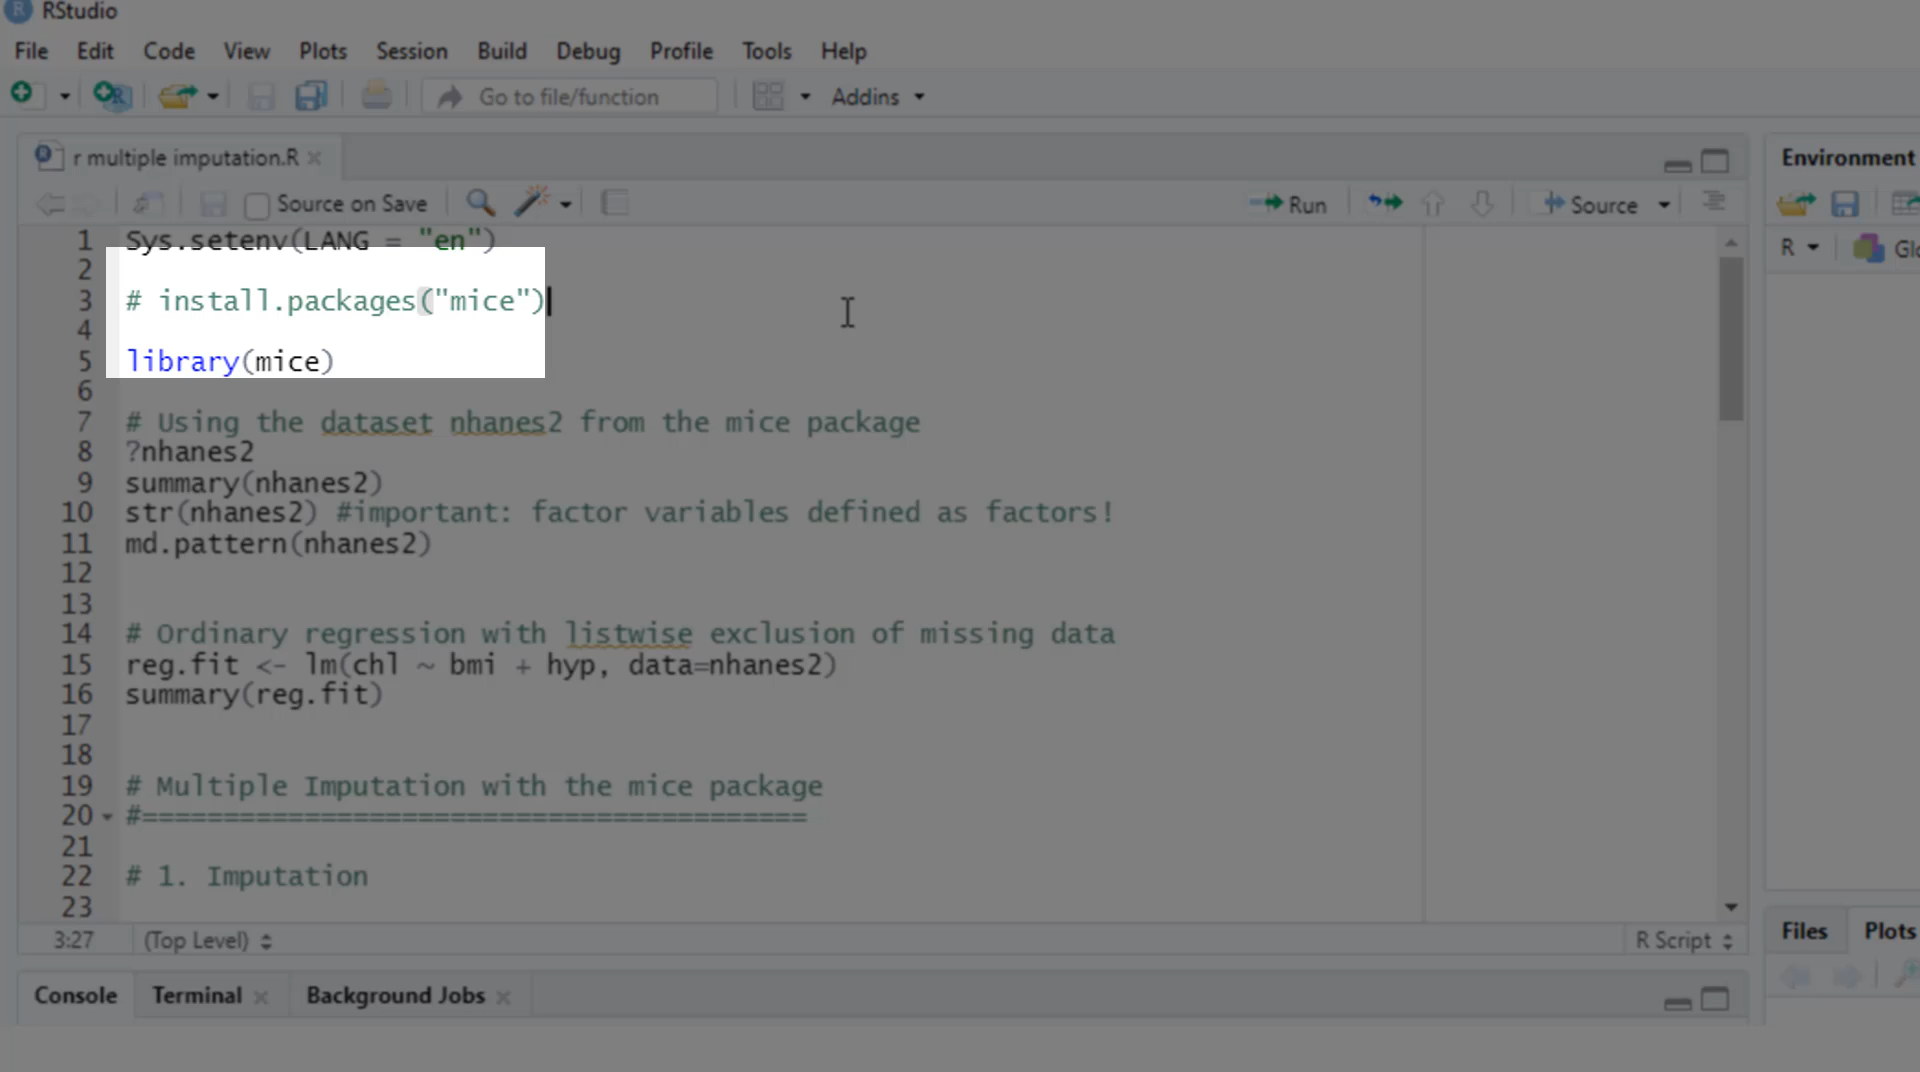 RStudio
File Edit Code View Plots Session Build Debug Profile Tools Help
Go to file/function Addins
r multiple imputation.R
Source on Save Run Source
1 Sys.setenv(LANG = "en")
2
3 # install.packages("mice")
4
5 library(mice)
6
7 # Using the dataset nhanes2 from the mice package
8 ?nhanes2
9 summary(nhanes2)
10 str(nhanes2) #important: factor variables defined as factors!
11 md.pattern(nhanes2)
12
13
14 # Ordinary regression with listwise exclusion of missing data
15 reg.fit <- lm(chl ~ bmi + hyp, data=nhanes2)
16 summary(reg.fit)
17
18
19 # Multiple Imputation with the mice package
20 #=========================================
21
22 # 1. Imputation
23
3:27 (Top Level) R Script
Console Terminal Background Jobs
Environment
R Glo
Files Plots